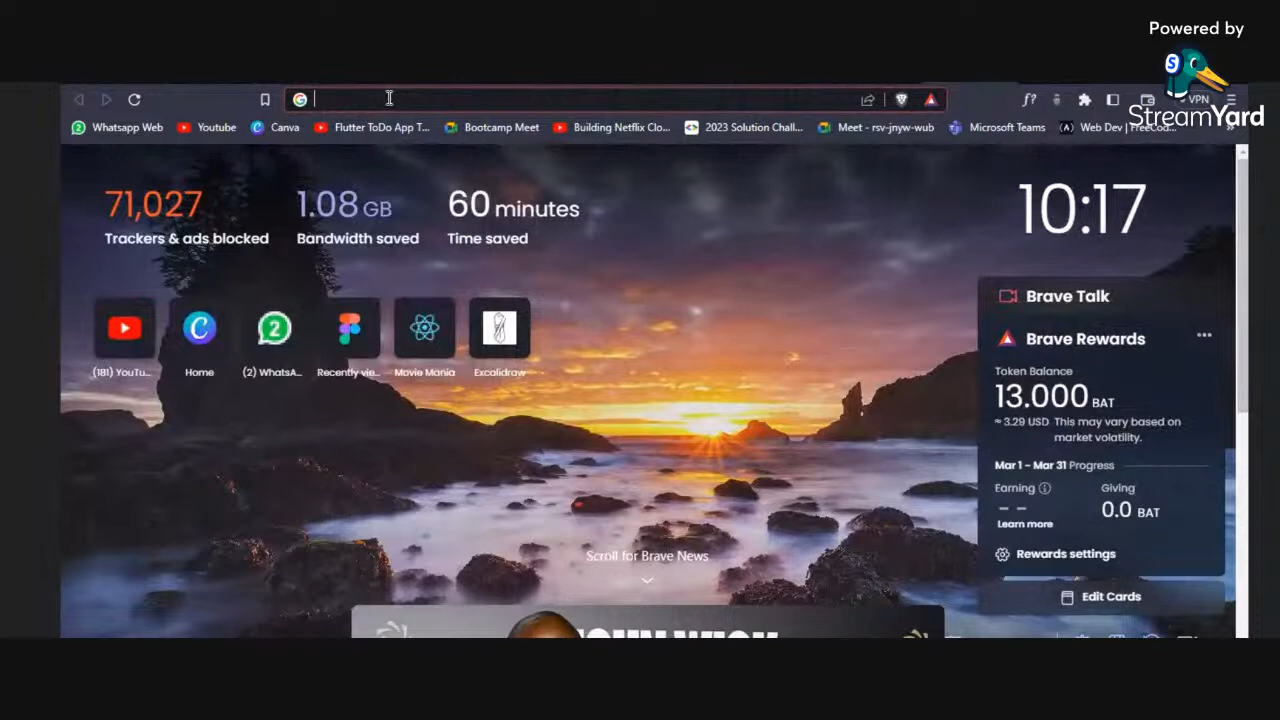 Powered by
StreamYard
VPN
Whatsapp Web
Youtube
Canva
Flutter ToDo App T...
Bootcamp Meet
Building Netflix Clo...
2023 Solution Chall...
Meet - rsv-jnyw-wub
Microsoft Teams
Web Dev | FreeCod...
71,027
Trackers & ads blocked
1.08 GB
Bandwidth saved
60 minutes
Time saved
10:17
(181) YouTu...
Home
(2) WhatsA...
Recently vie...
Movie Mania
Excalidraw
Brave Talk
Brave Rewards
Token Balance
13.000 BAT
≈ 3.29 USD This may vary based on
market volatility.
Mar 1 - Mar 31 Progress
Earning
Giving
- -
0.0 BAT
Learn more
Rewards settings
Edit Cards
Scroll for Brave News